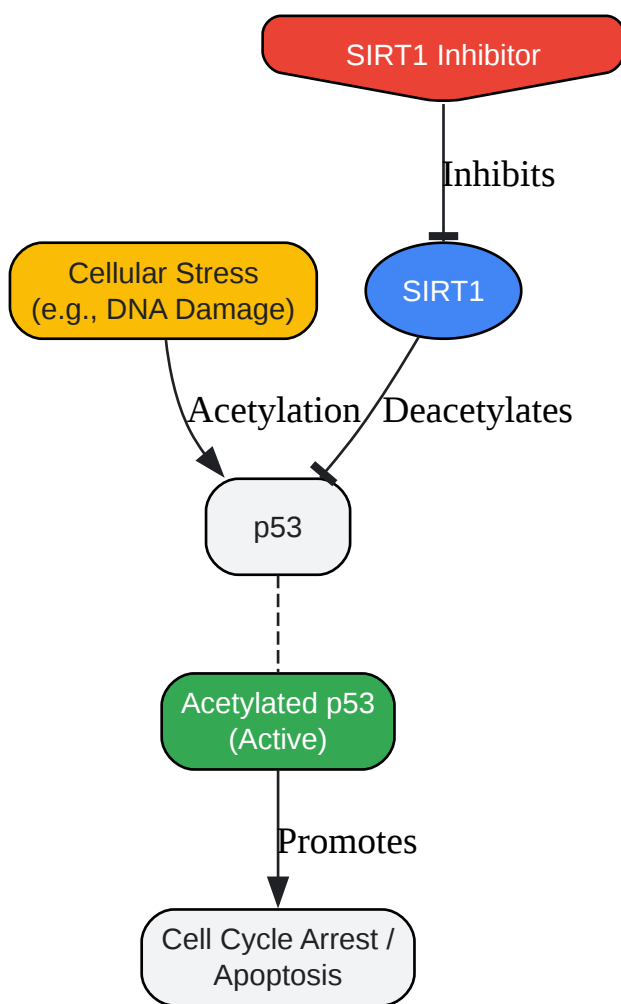 SIRT1 Inhibitor
Inhibits
Cellular Stress
(e.g., DNA Damage)
SIRT1
Acetylation
Deacetylates
p53
Acetylated p53
(Active)
Promotes
Cell Cycle Arrest /
Apoptosis